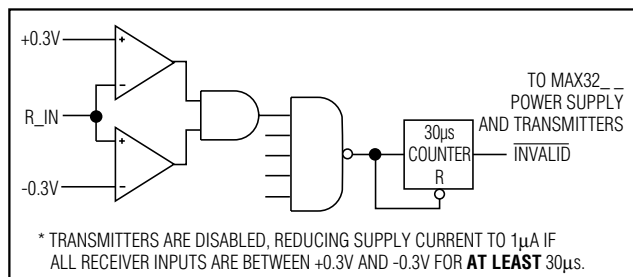 +0.3V
R_IN
-0.3V
30µs
COUNTER
R
TO MAX32_ _
POWER SUPPLY
AND TRANSMITTERS
INVALID
* TRANSMITTERS ARE DISABLED, REDUCING SUPPLY CURRENT TO 1µA IF
ALL RECEIVER INPUTS ARE BETWEEN +0.3V AND -0.3V FOR AT LEAST 30µs.
+
-
+
-